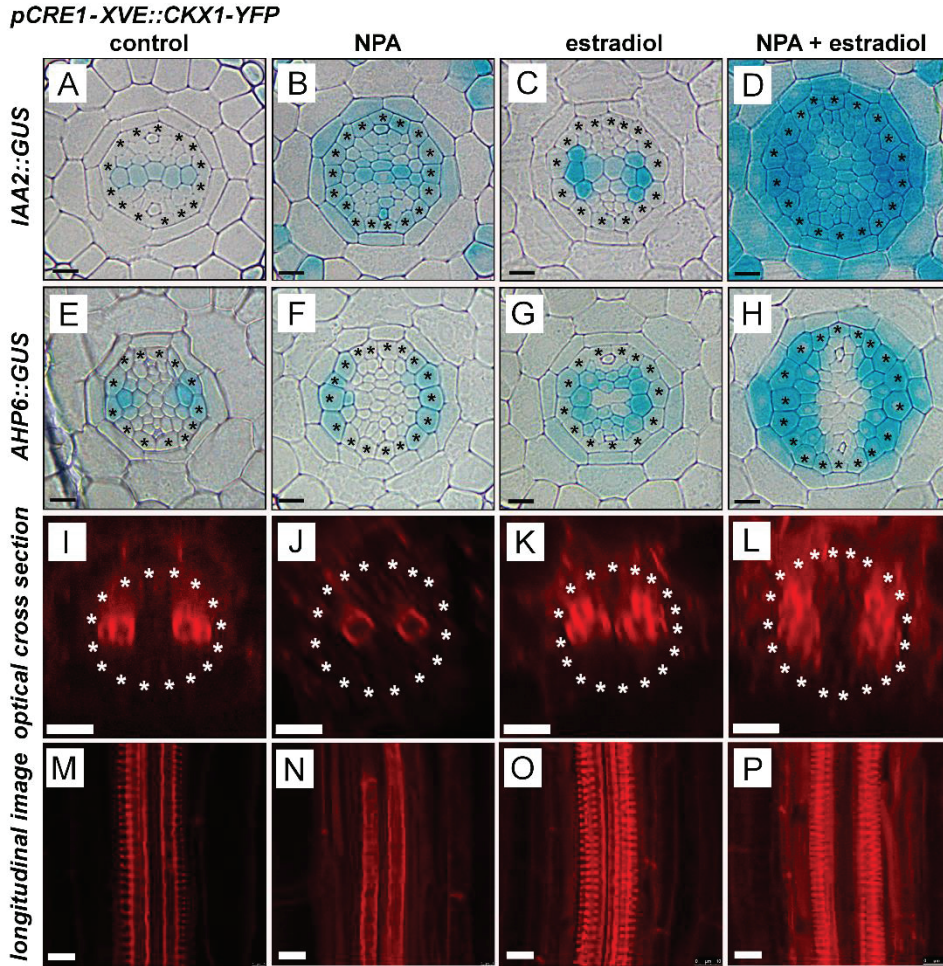 pCRE1-XVE::CKX1-YFP
control NPA estradiol NPA + estradiol
IAA2::GUS
A B C D
AHP6::GUS
E F G H
optical cross section
I J K L
longitudinal image
M N O P